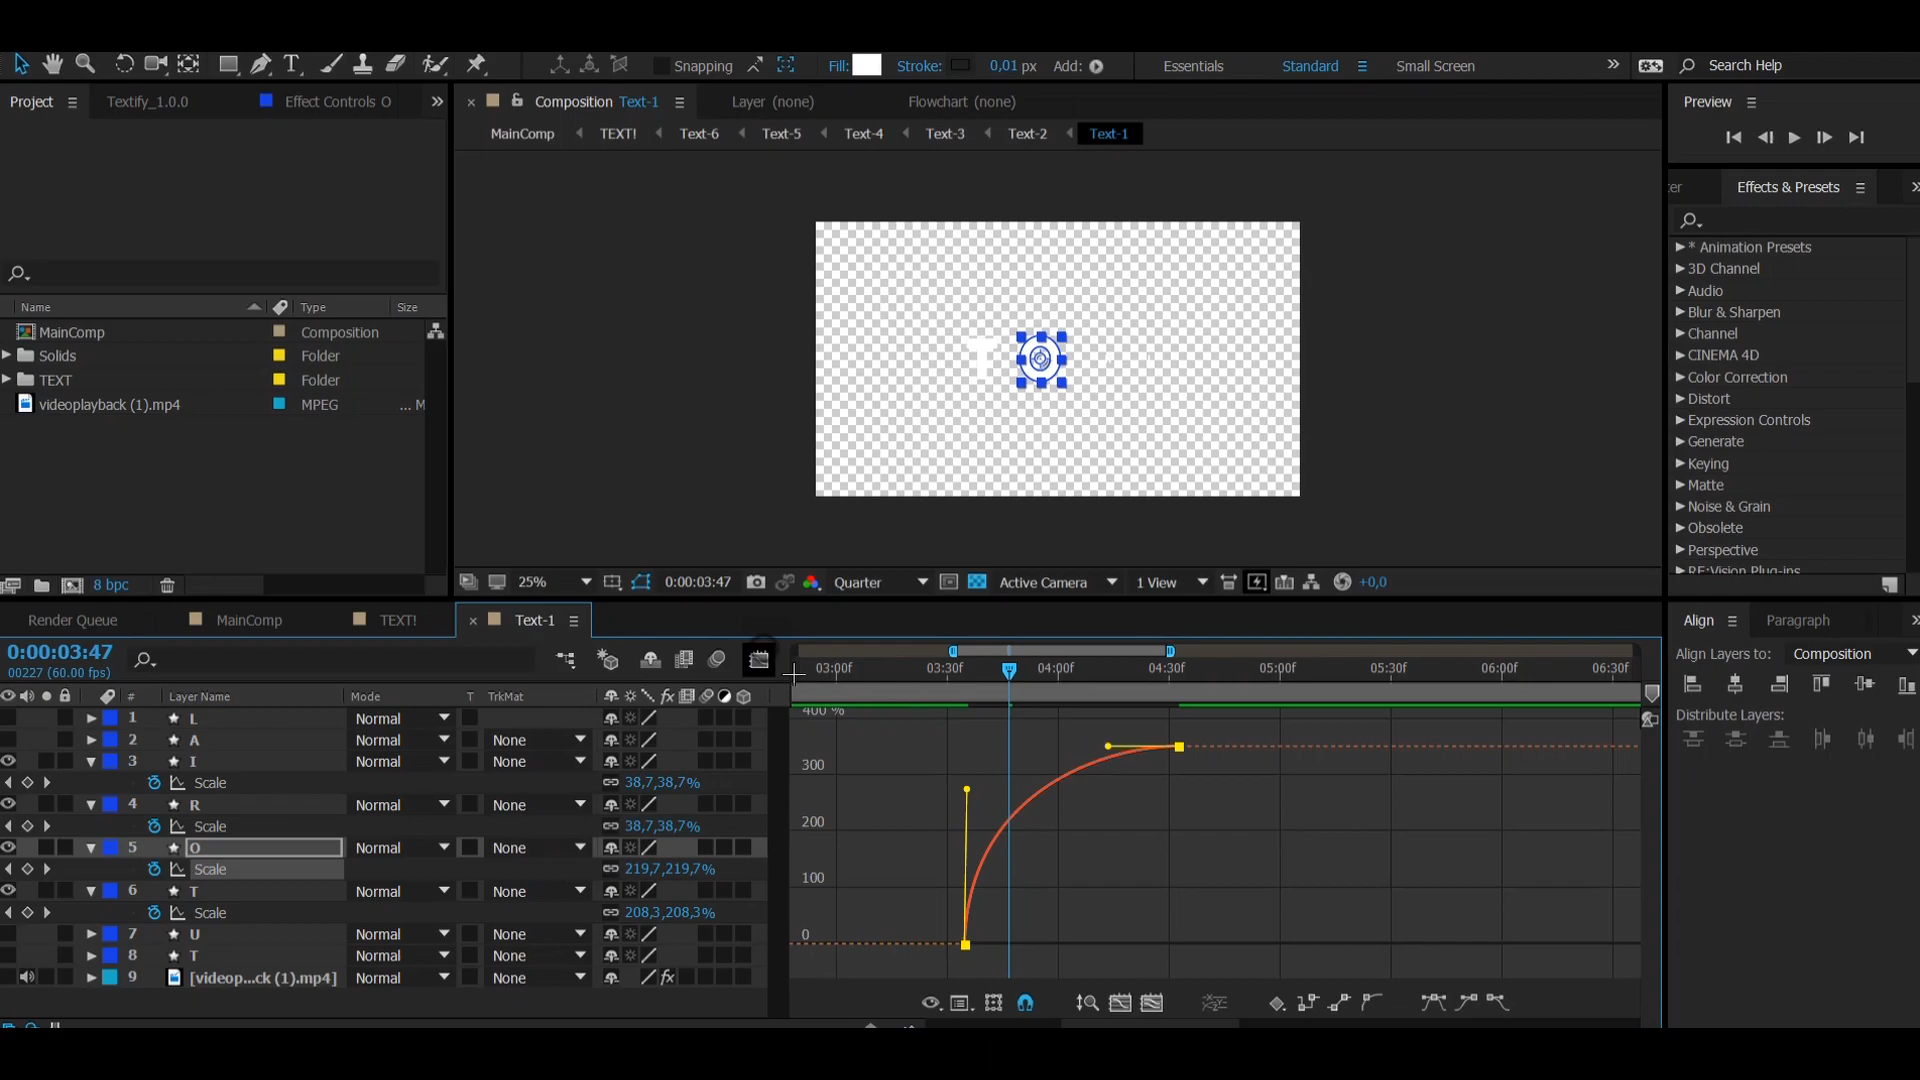 Snapping
Fill:
Stroke:
0,01 px
Add:
Essentials
Standard
Small Screen
Search Help
Project
Textify_1.0.0
Effect Controls O
Composition Text-1
Layer (none)
Flowchart (none)
Preview
MainComp
TEXT!
Text-6
Text-5
Text-4
Text-3
Text-2
Text-1
Effects & Presets
T
* Animation Presets
3D Channel
Audio
Blur & Sharpen
Channel
CINEMA 4D
Color Correction
Distort
Expression Controls
Generate
Keying
Matte
Noise & Grain
Obsolete
Perspective
RE:Vision Plug-ins
Name
Type
Size
MainComp
Composition
Solids
Folder
TEXT
Folder
videoplayback (1).mp4
MPEG
... M
8 bpc
25%
0:00:03:47
Quarter
Active Camera
1 View
+0,0
Render Queue
MainComp
TEXT!
Text-1
Align
Paragraph
Align Layers to:
Composition
Distribute Layers:
0:00:03:47
00227 (60.00 fps)
03:00f
03:30f
04:00f
04:30f
05:00f
05:30f
06:00f
06:30f
#
Layer Name
Mode
T
TrkMat
fx
1
L
Normal
2
A
Normal
None
3
I
Normal
None
Scale
38,7,38,7%
4
R
Normal
None
Scale
38,7,38,7%
5
O
Normal
None
Scale
219,7,219,7%
6
T
Normal
None
Scale
208,3,208,3%
7
U
Normal
None
8
T
Normal
None
9
[videop...ck (1).mp4]
Normal
None
fx
400 %
300
200
100
0